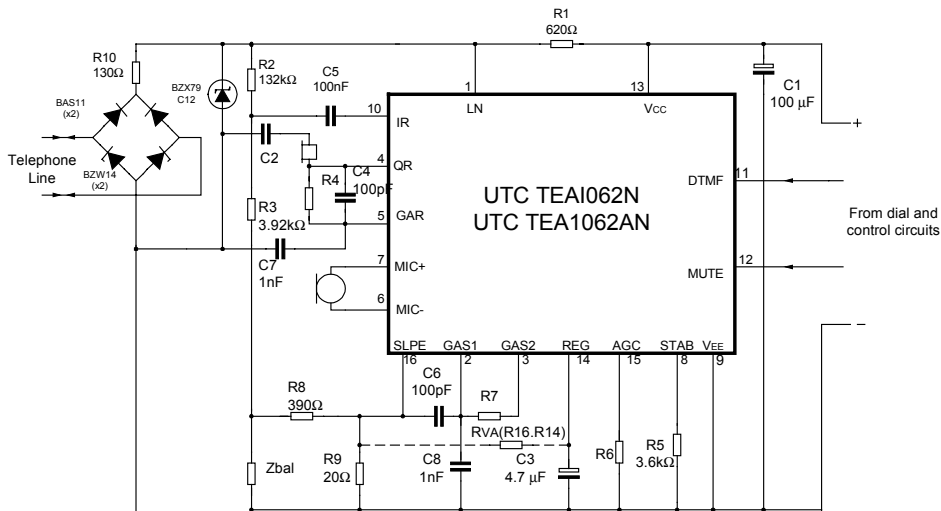 R1
620Ω
R10
130Ω
BZX79
C12
R2
132kΩ
C5
100nF
1
LN
13
VCC
C1
100 μF
BAS11
(x2)
10
IR
+
C2
Telephone
Line
BZW14
(x2)
4
QR
C4
100pF
R4
UTC TEAI062N
UTC TEA1062AN
DTMF
11
R3
3.92kΩ
5
GAR
From dial and
control circuits
C7
1nF
7
MIC+
MUTE
12
6
MIC-
SLPE
GAS1
GAS2
REG
AGC
STAB
VEE
16
2
3
14
15
8
9
−
C6
100pF
R8
390Ω
R7
RVA(R16.R14)
Zbal
R9
20Ω
C8
1nF
C3
4.7 μF
R6
R5
3.6kΩ